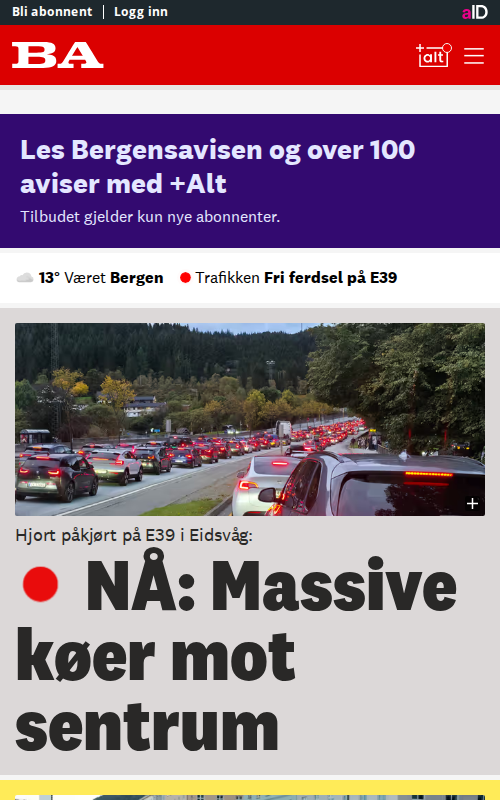 Bli abonnent | Logg inn
aID
BA
+alt
Les Bergensavisen og over 100
aviser med +Alt
Tilbudet gjelder kun nye abonnenter.
13° Været Bergen
Trafikken Fri ferdsel på E39
Hjort påkjørt på E39 i Eidsvåg:
NÅ: Massive
køer mot
sentrum